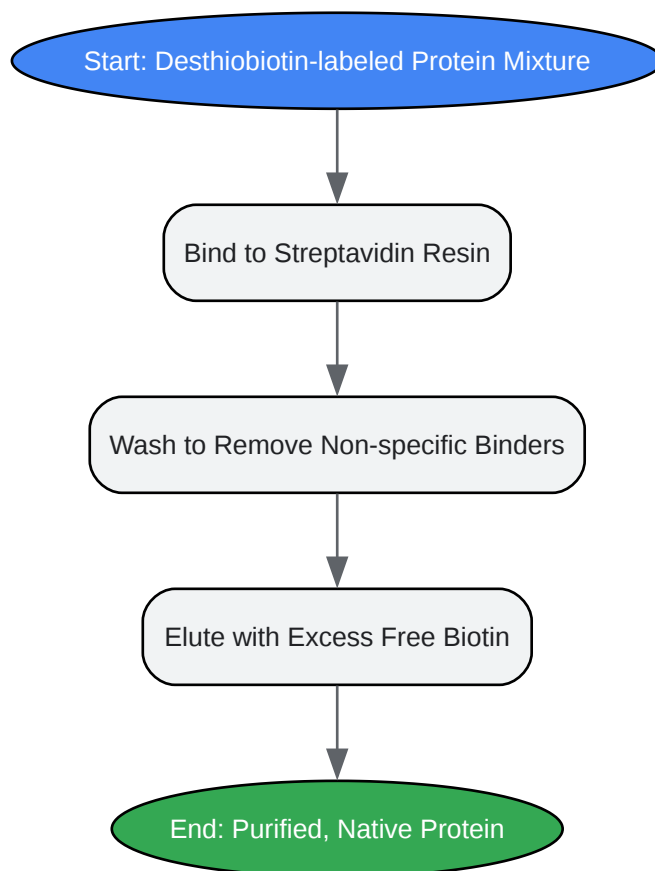 Start: Desthiobiotin-labeled Protein Mixture
Bind to Streptavidin Resin
Wash to Remove Non-specific Binders
Elute with Excess Free Biotin
End: Purified, Native Protein